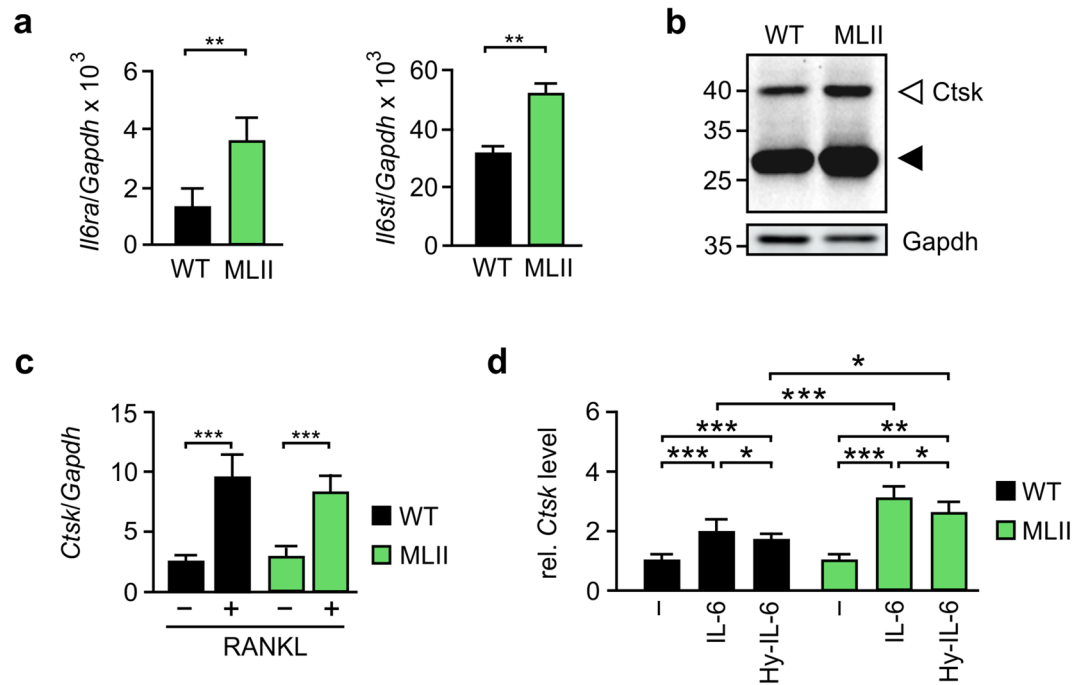 a
Il6ra/Gapdh x 10³
6
4
2
0
**
WT MLII
Il6st/Gapdh x 10³
60
40
20
0
**
WT MLII
b
WT MLII
40
35
25
Ctsk
35
Gapdh
c
Ctsk/Gapdh
15
10
5
0
*** ***
− + − +
RANKL
WT
MLII
d
rel. Ctsk level
6
4
2
0
*
***
*** **
*** * *** *
– IL-6 Hy-IL-6 – IL-6 Hy-IL-6
WT
MLII